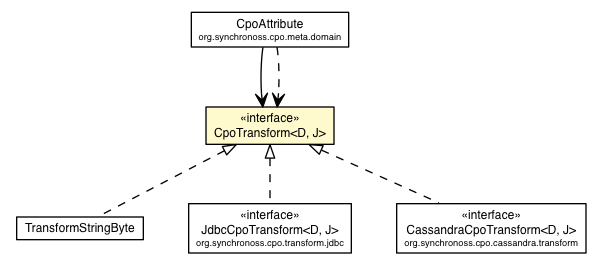 CpoAttribute
org.synchronoss.cpo.meta.domain
«interface»
CpoTransform<D, J>
TransformStringByte
«interface»
JdbcCpoTransform<D, J>
org.synchronoss.cpo.transform.jdbc
«interface»
CassandraCpoTransform<D, J>
org.synchronoss.cpo.cassandra.transform